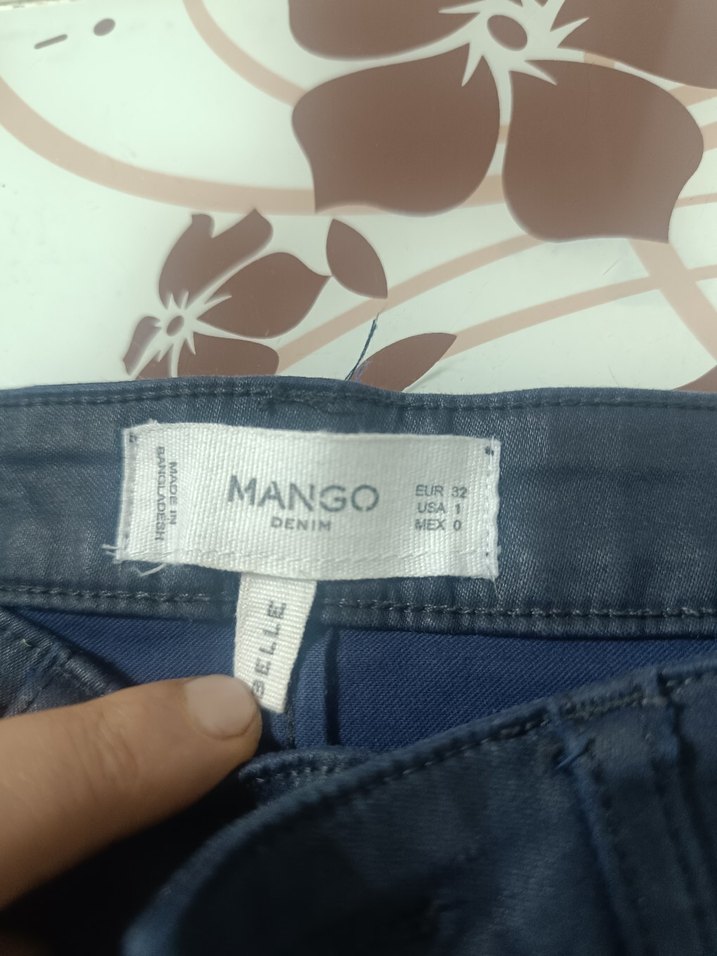 MADE IN
BANGLADESH
MANGO
DENIM
EUR 32
USA 1
MEX 0
BELLE